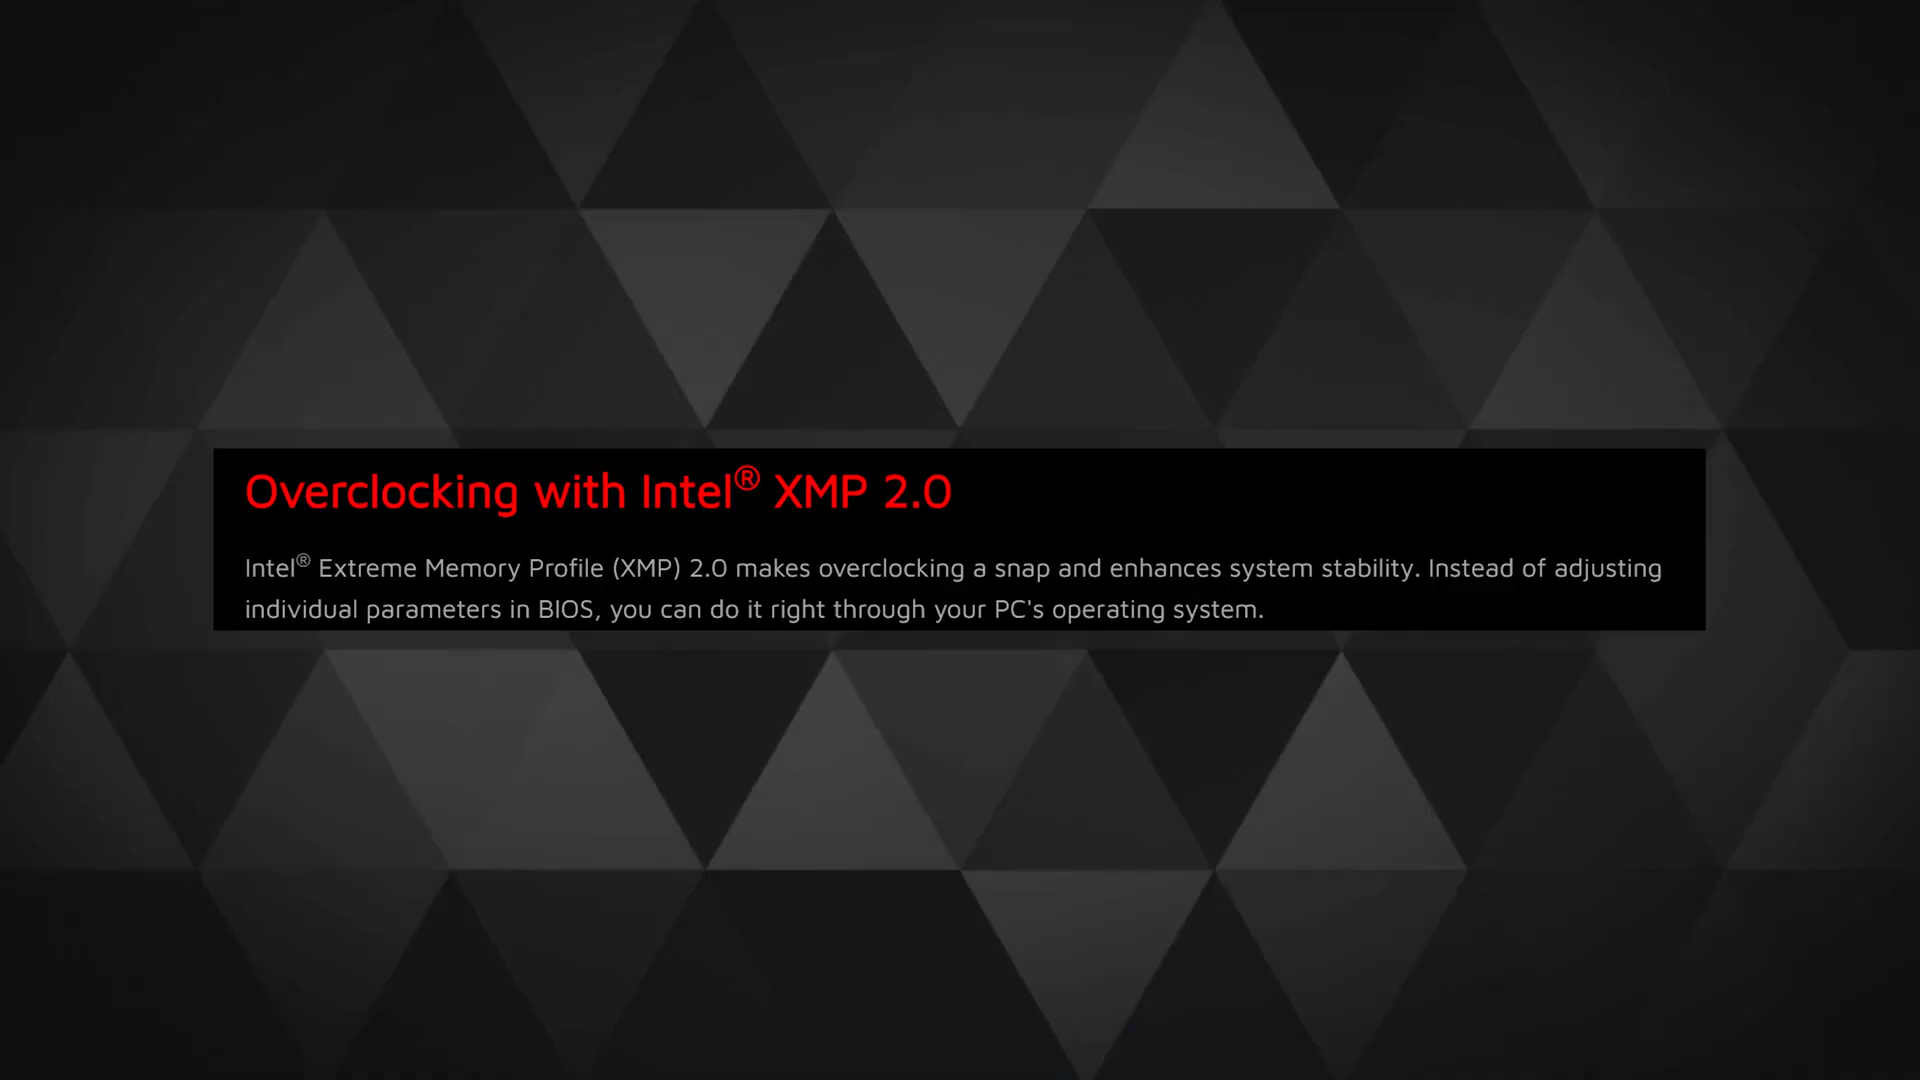 Overclocking with Intel® XMP 2.0
Intel® Extreme Memory Profile (XMP) 2.0 makes overclocking a snap and enhances system stability. Instead of adjusting
individual parameters in BIOS, you can do it right through your PC's operating system.